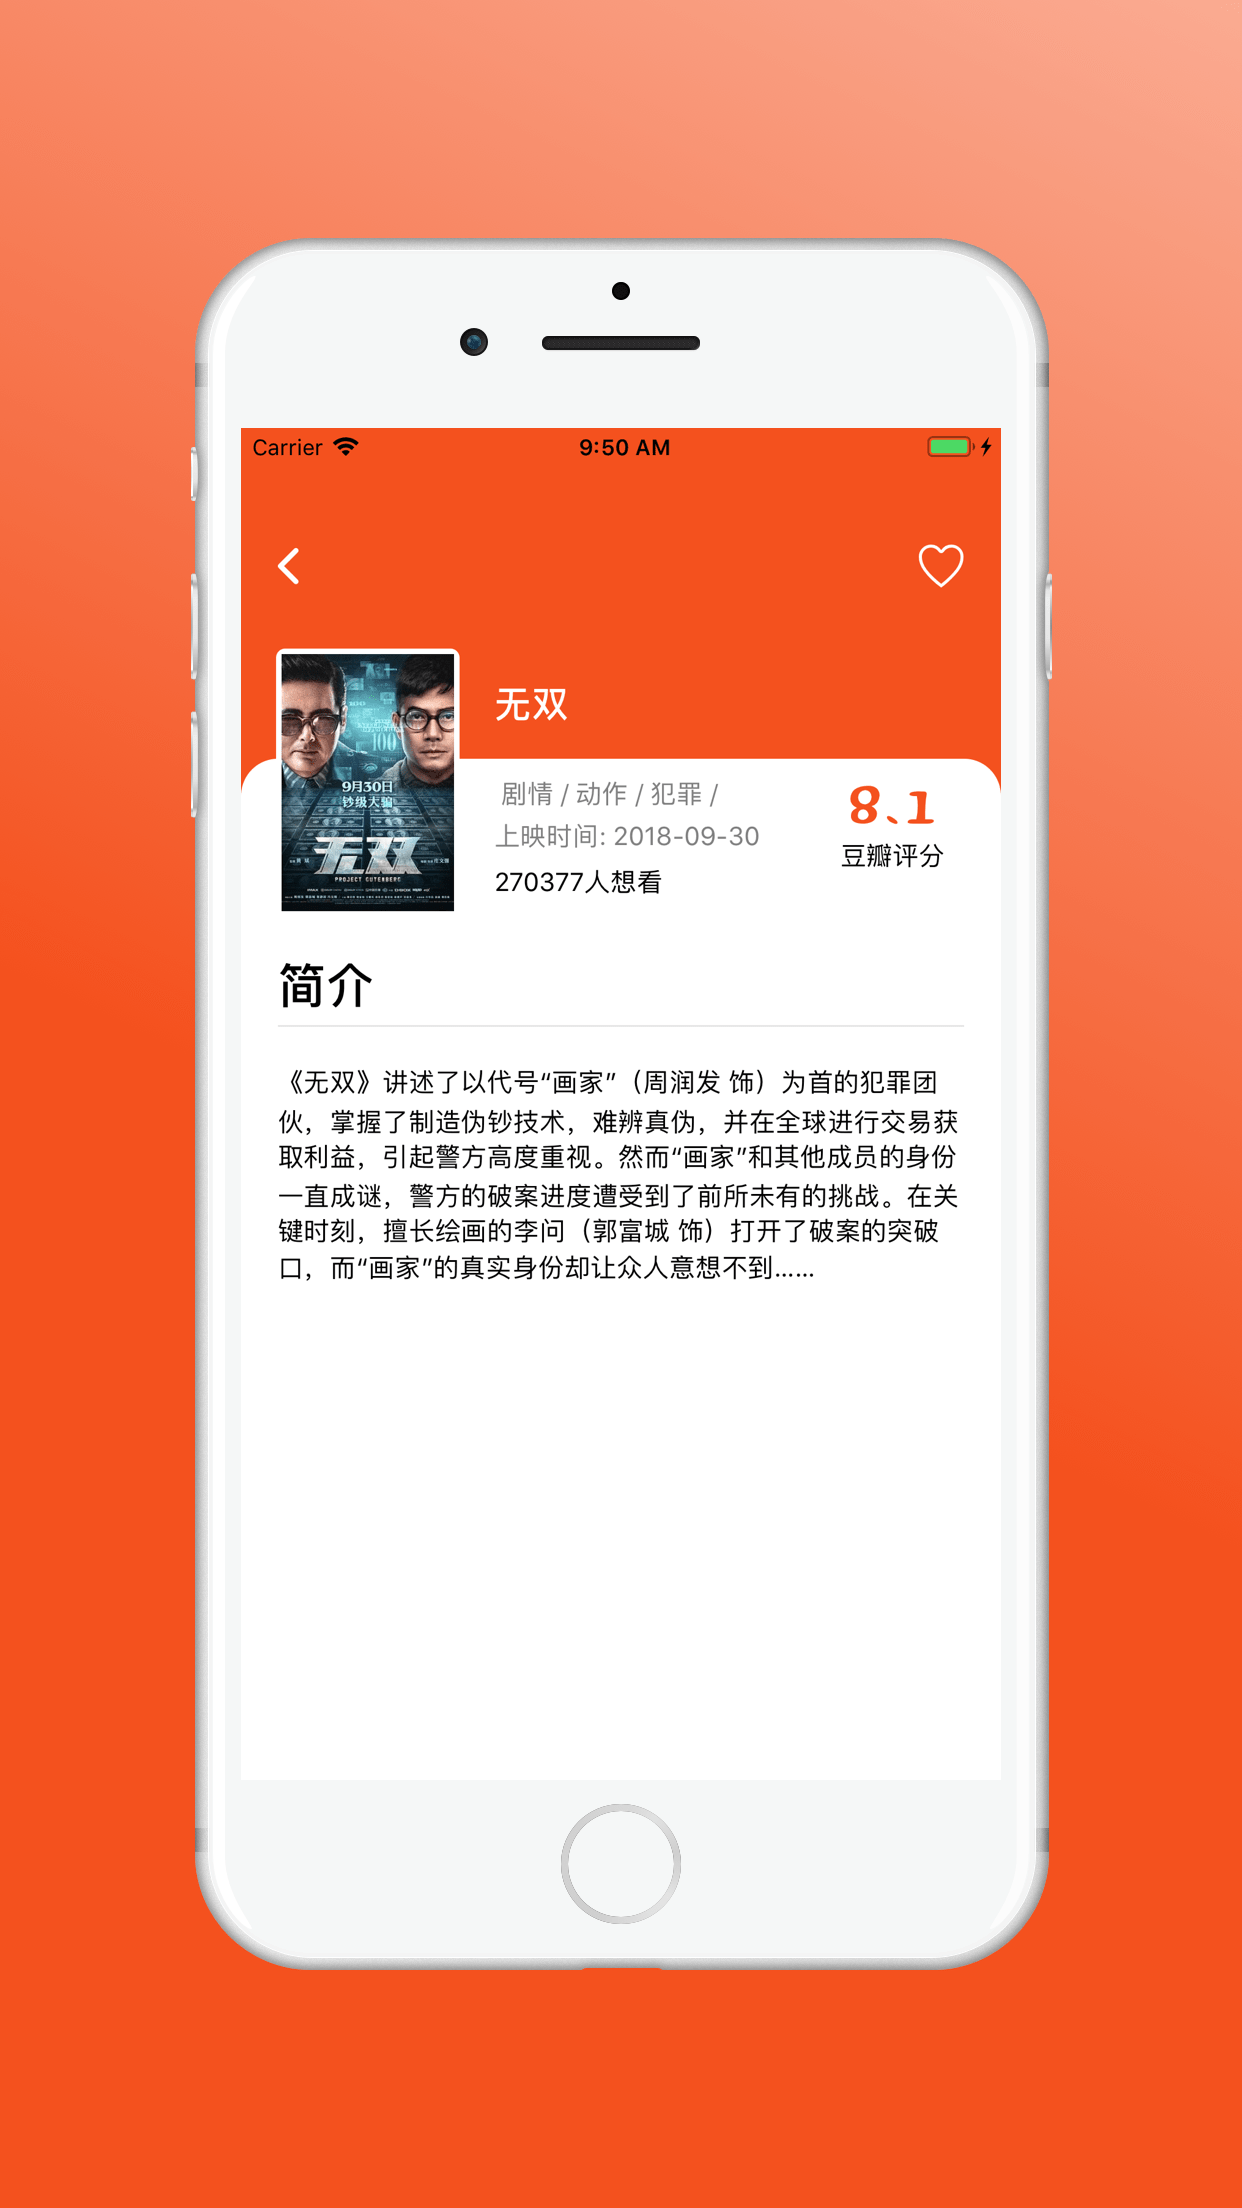 Carrier
9:50 AM
无双
9月30日
钞级大骗
无双
PROJECT GUTENBERG
剧情 / 动作 / 犯罪 /
上映时间: 2018-09-30
270377人想看
8.1
豆瓣评分
简介
《无双》讲述了以代号“画家”（周润发 饰）为首的犯罪团
伙，掌握了制造伪钞技术，难辨真伪，并在全球进行交易获
取利益，引起警方高度重视。然而“画家”和其他成员的身份
一直成谜，警方的破案进度遭受到了前所未有的挑战。在关
键时刻，擅长绘画的李问（郭富城 饰）打开了破案的突破
口，而“画家”的真实身份却让众人意想不到……